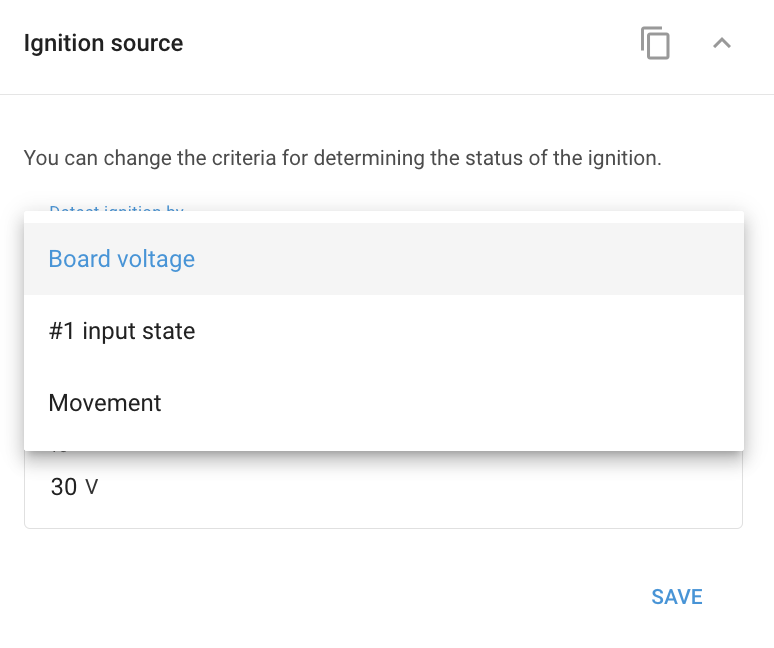 Ignition source
You can change the criteria for determining the status of the ignition.
Detect ignition by
Board voltage
#1 input state
Movement
30 V
SAVE